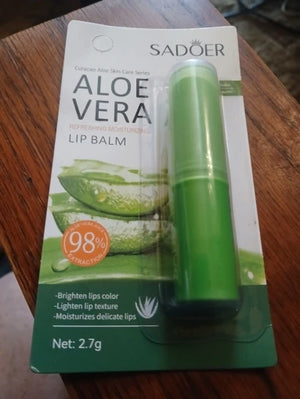 SADOER
Curacao Aloe Skin Care Series
ALOE
VERA
REFRESHING MOISTURIZING
LIP BALM
98%
EXTRACTION
-Brighten lips color
-Lighten lip texture
-Moisturizes delicate lips
Net: 2.7g